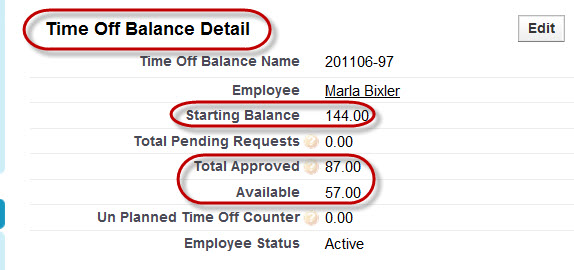 Time Off Balance Detail
Edit
Time Off Balance Name 201106-97
Employee Marla Bixler
Starting Balance 144.00
Total Pending Requests 0.00
Total Approved 87.00
Available 57.00
Un Planned Time Off Counter 0.00
Employee Status Active